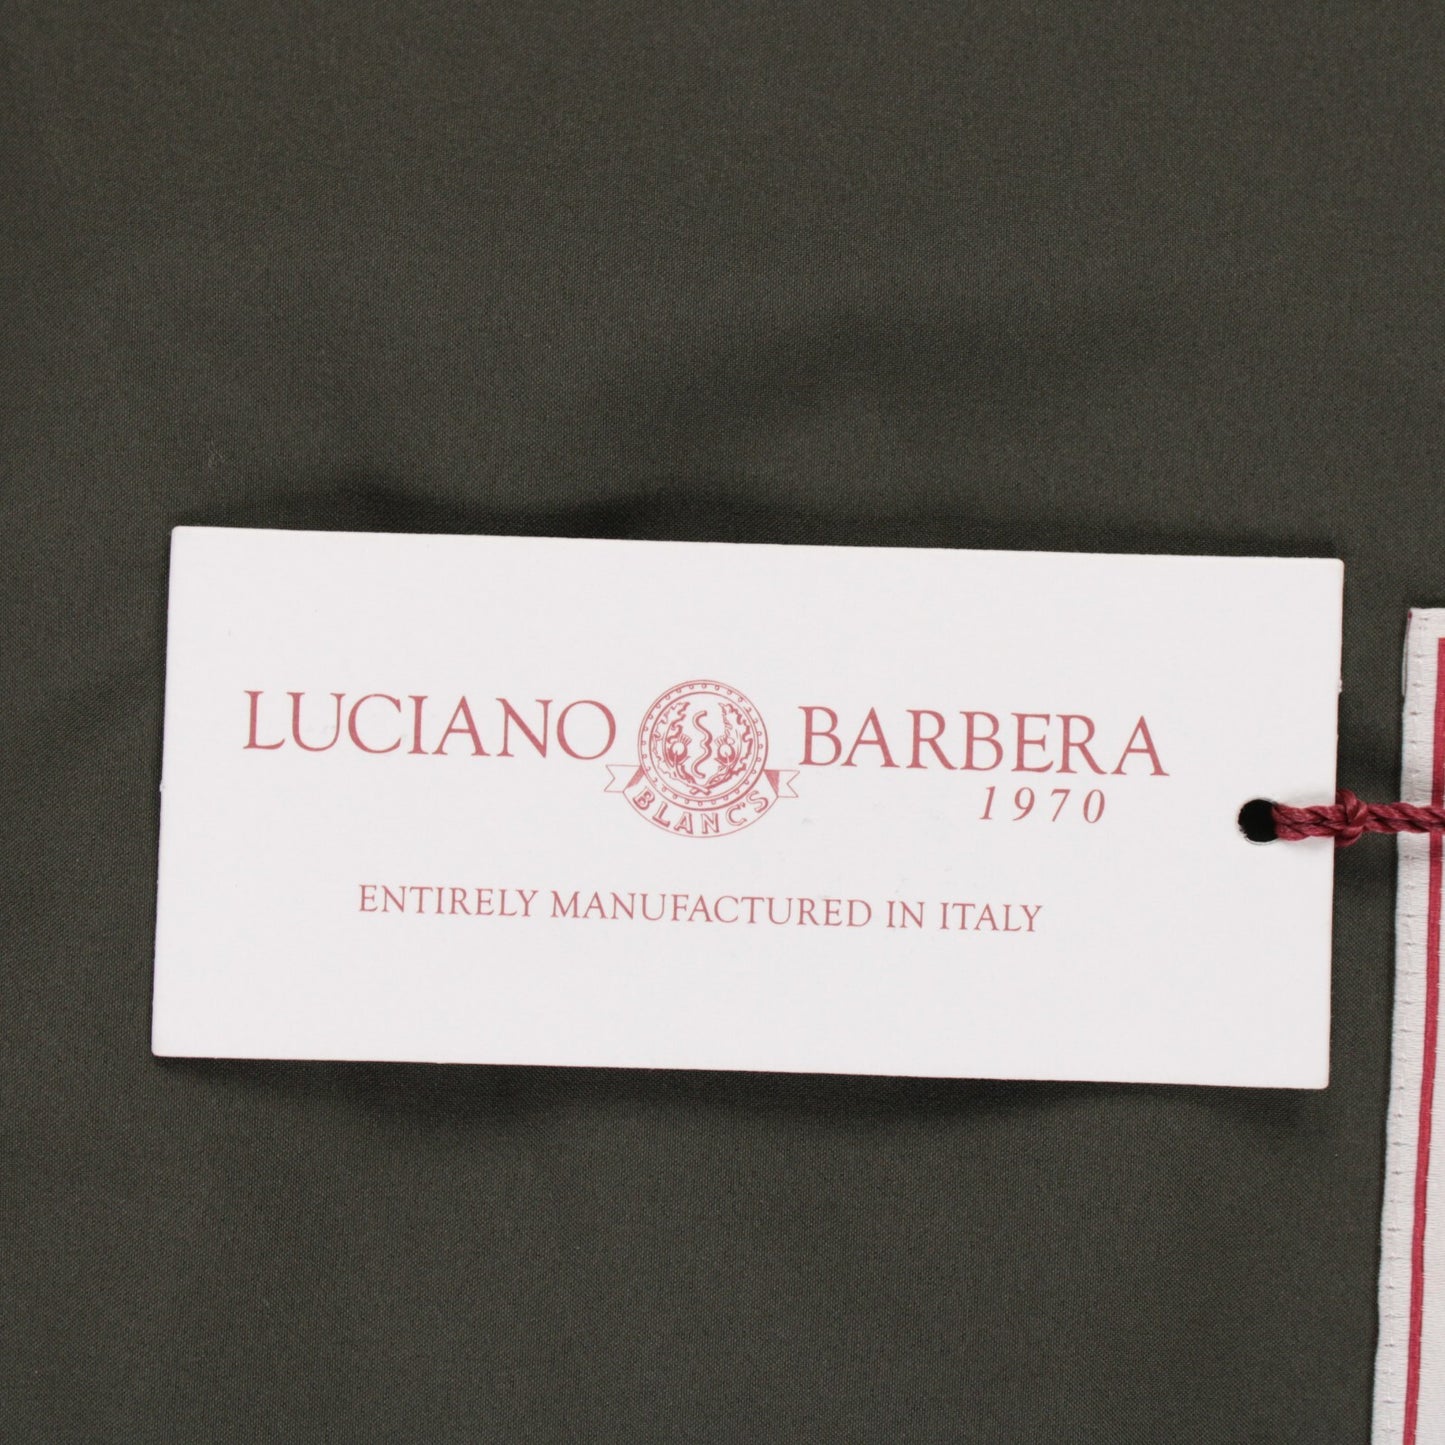 LUCIANO BARBERA
BLANC'S
1970
ENTIRELY MANUFACTURED IN ITALY